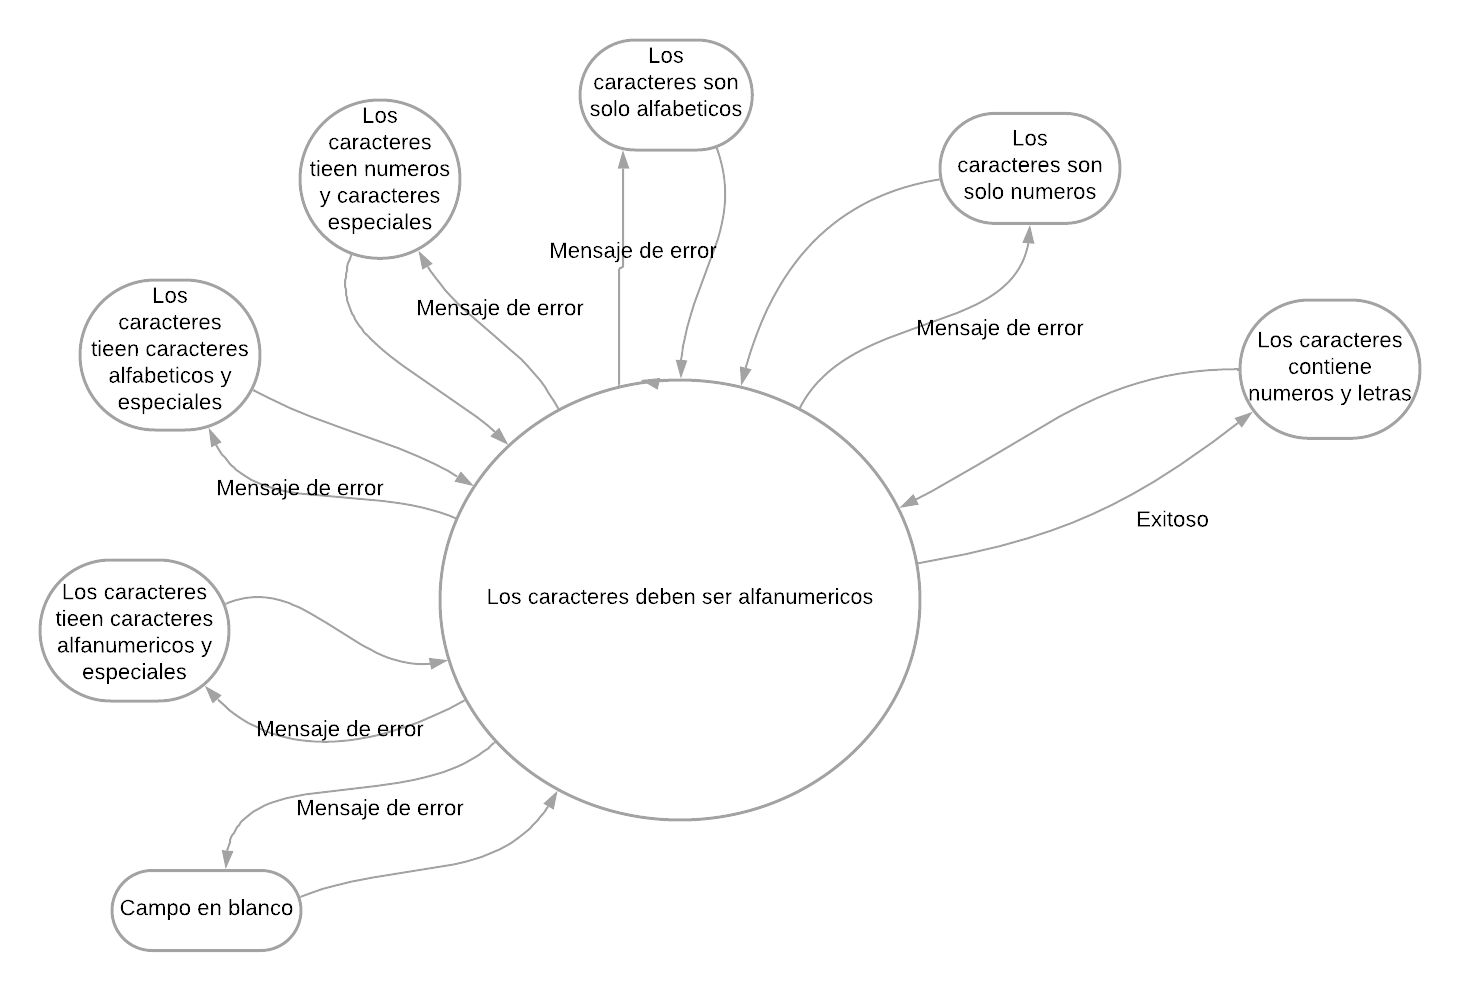 Los
caracteres son
solo alfabeticos
Los
caracteres
tieen numeros
y caracteres
especiales
Los
caracteres son
solo numeros
Mensaje de error
Mensaje de error
Mensaje de error
Los
caracteres
tieen caracteres
alfabeticos y
especiales
Los caracteres
contiene
numeros y letras
Mensaje de error
Exitoso
Los caracteres
tieen caracteres
alfanumericos y
especiales
Los caracteres deben ser alfanumericos
Mensaje de error
Mensaje de error
Campo en blanco